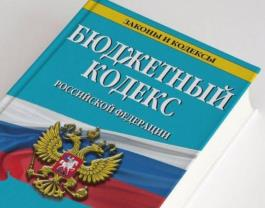 ЗАКОНЫ И КОДЕКСЫ
БЮДЖЕТНЫЙ
КОДЕКС
РОССИЙСКОЙ ФЕДЕРАЦИИ